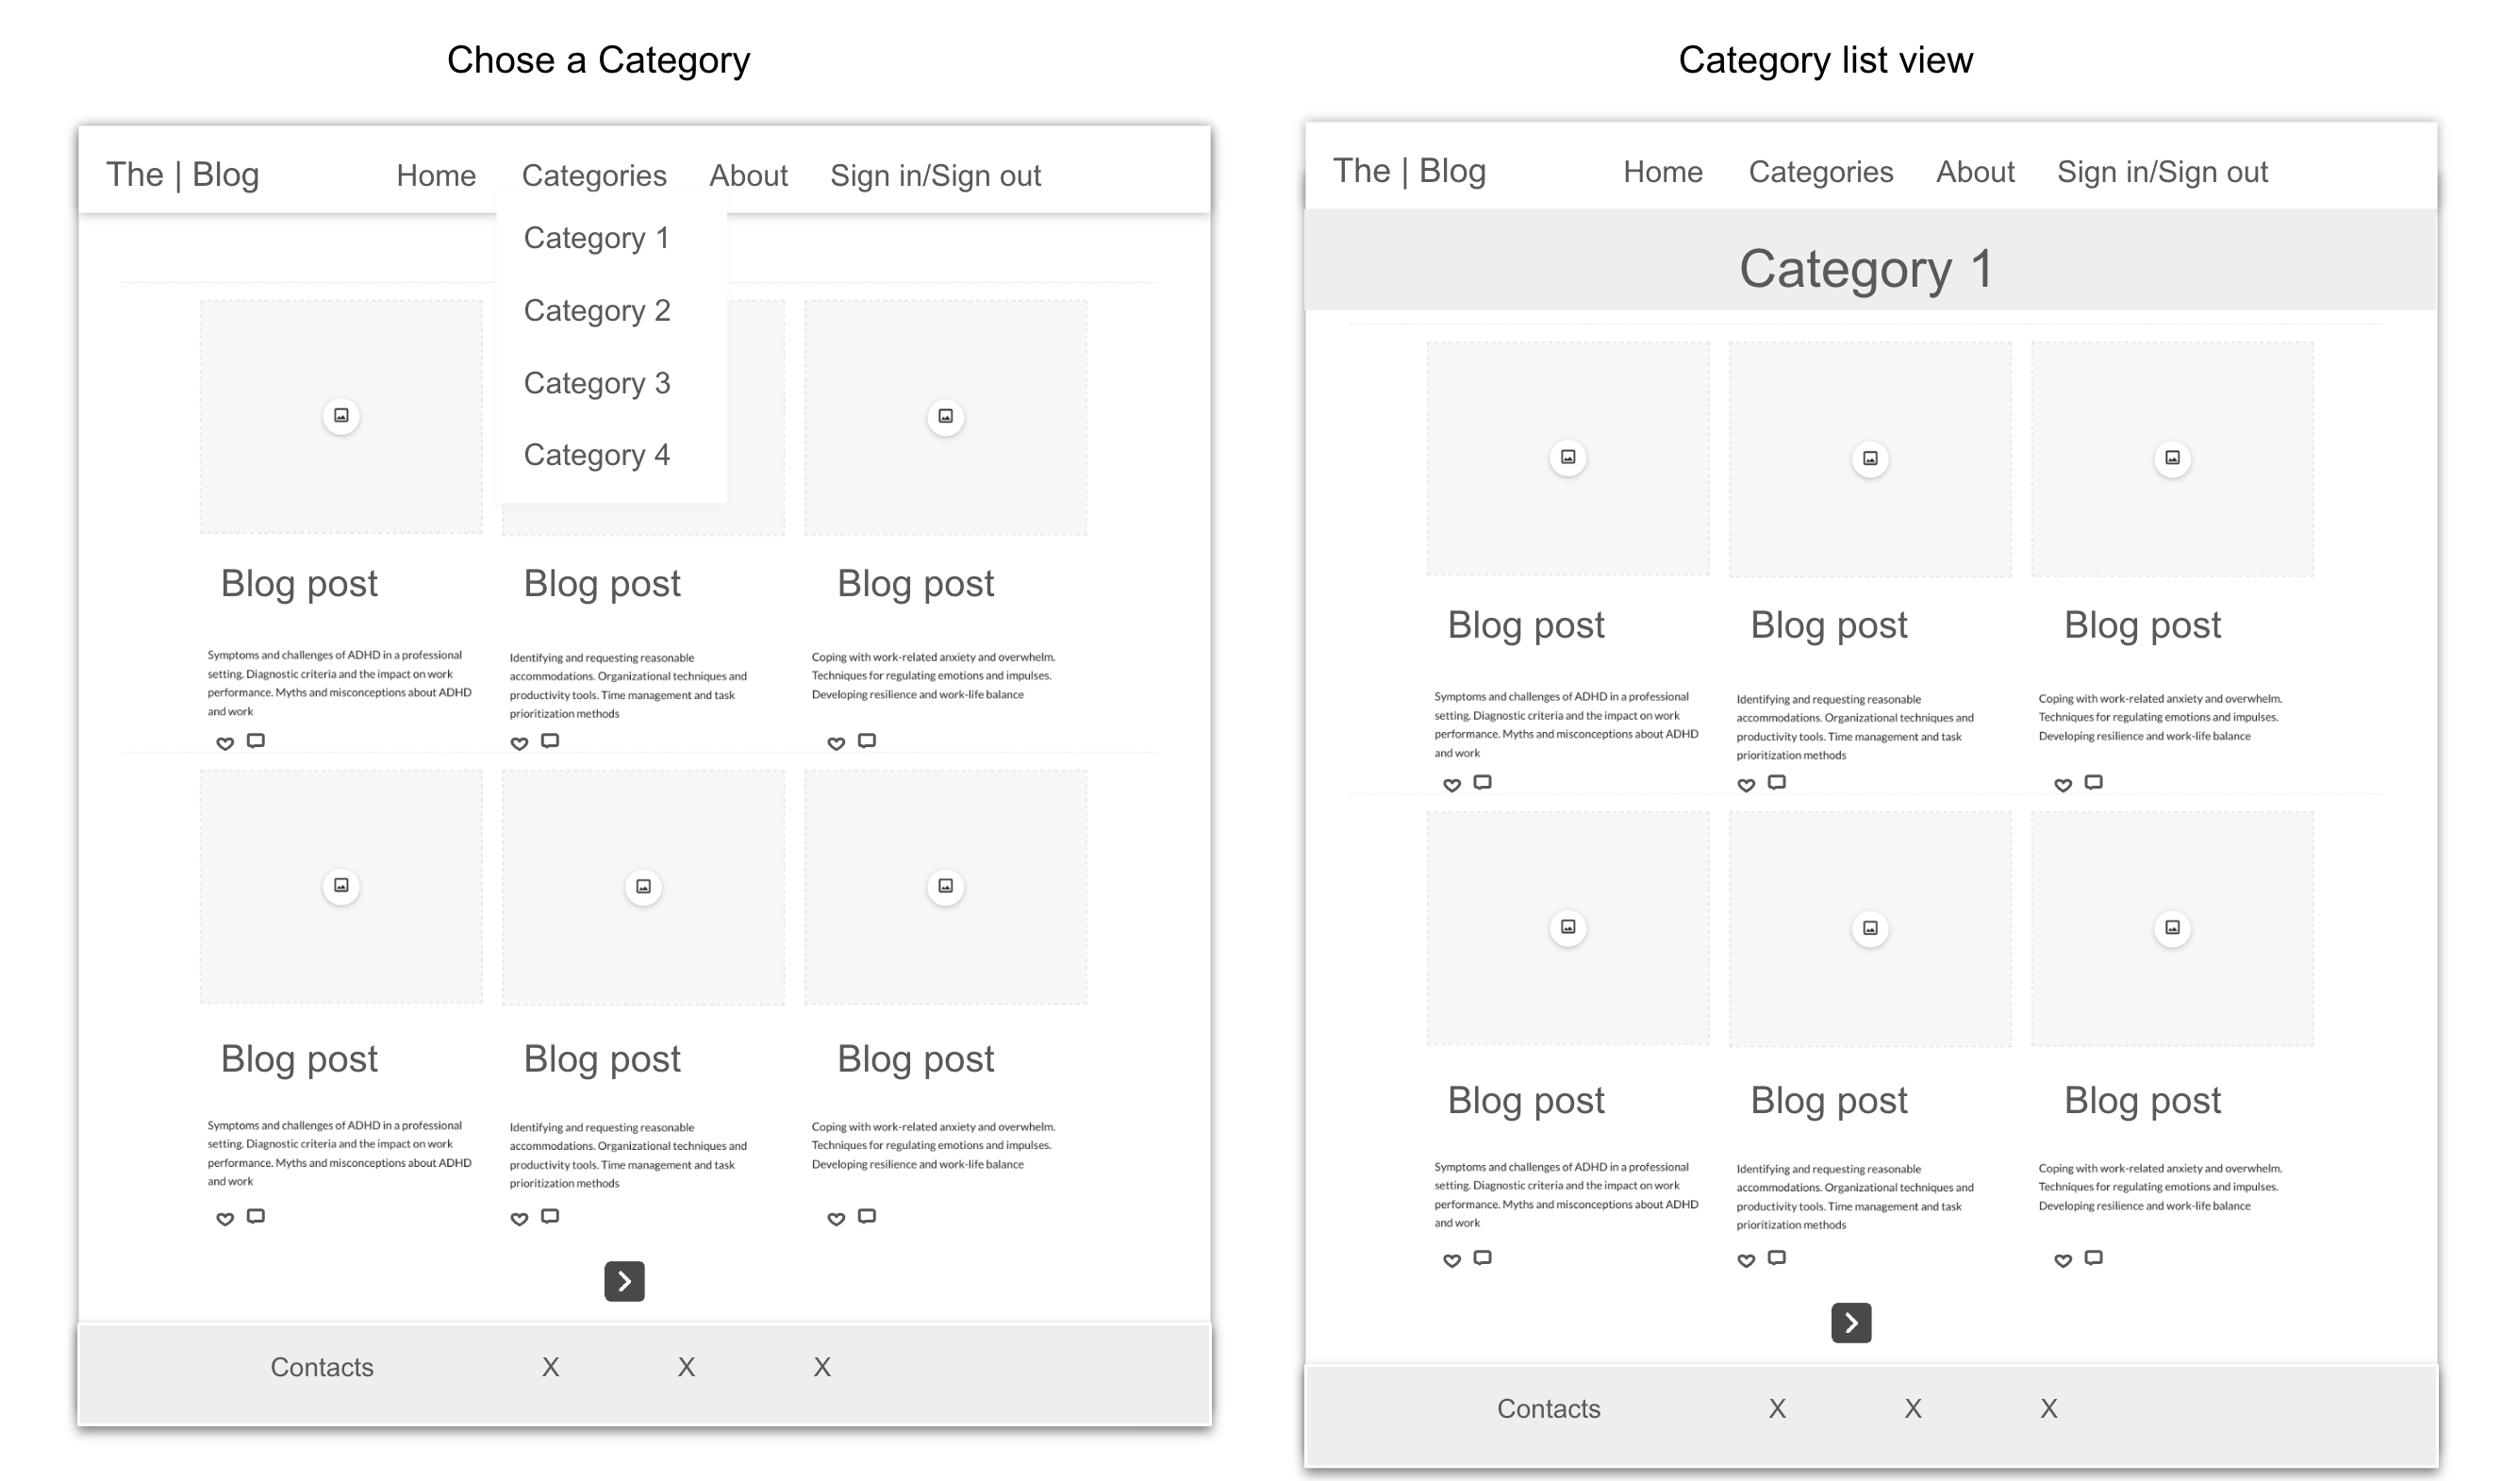 Chose a Category
The | Blog Home Categories About Sign in/Sign out
Category 1
Category 2
Category 3
Category 4
Blog post
Symptoms and challenges of ADHD in a professional
setting. Diagnostic criteria and the impact on work
performance. Myths and misconceptions about ADHD
and work
Blog post
Identifying and requesting reasonable
accommodations. Organizational techniques and
productivity tools. Time management and task
prioritization methods
Blog post
Coping with work-related anxiety and overwhelm.
Techniques for regulating emotions and impulses.
Developing resilience and work-life balance
Blog post
Symptoms and challenges of ADHD in a professional
setting. Diagnostic criteria and the impact on work
performance. Myths and misconceptions about ADHD
and work
Blog post
Identifying and requesting reasonable
accommodations. Organizational techniques and
productivity tools. Time management and task
prioritization methods
Blog post
Coping with work-related anxiety and overwhelm.
Techniques for regulating emotions and impulses.
Developing resilience and work-life balance
Contacts X X X
Category list view
The | Blog Home Categories About Sign in/Sign out
Category 1
Blog post
Symptoms and challenges of ADHD in a professional
setting. Diagnostic criteria and the impact on work
performance. Myths and misconceptions about ADHD
and work
Blog post
Identifying and requesting reasonable
accommodations. Organizational techniques and
productivity tools. Time management and task
prioritization methods
Blog post
Coping with work-related anxiety and overwhelm.
Techniques for regulating emotions and impulses.
Developing resilience and work-life balance
Blog post
Symptoms and challenges of ADHD in a professional
setting. Diagnostic criteria and the impact on work
performance. Myths and misconceptions about ADHD
and work
Blog post
Identifying and requesting reasonable
accommodations. Organizational techniques and
productivity tools. Time management and task
prioritization methods
Blog post
Coping with work-related anxiety and overwhelm.
Techniques for regulating emotions and impulses.
Developing resilience and work-life balance
Contacts X X X